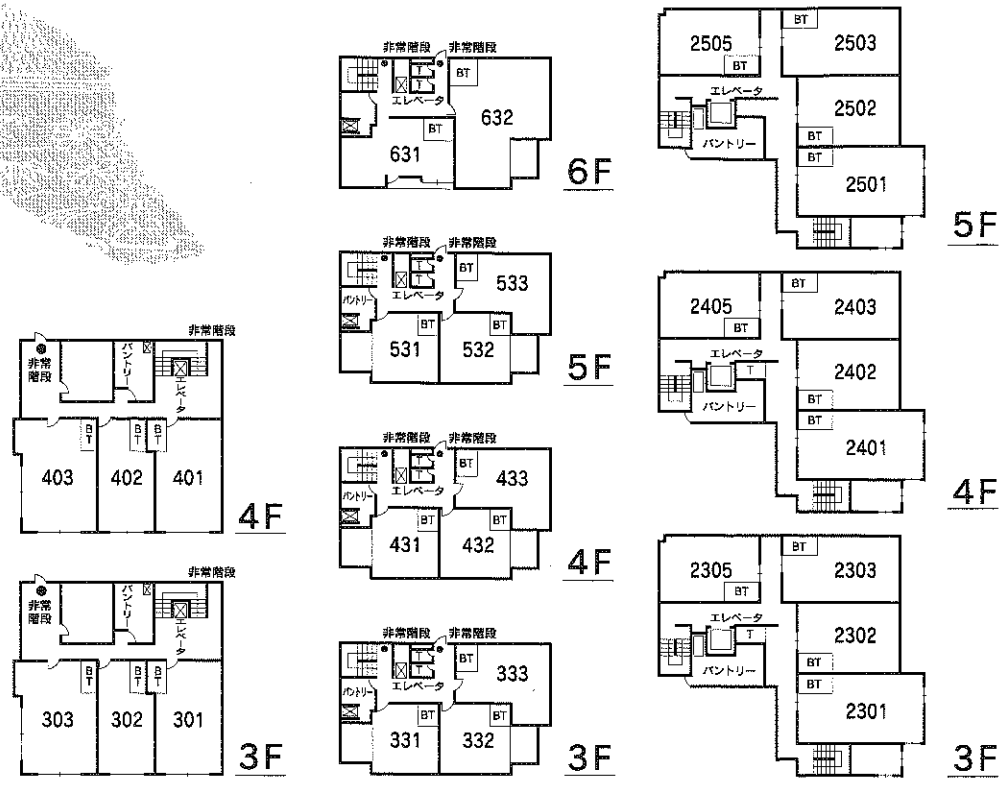 非常階段
非常
階段
パントリー
エレベータ
BT
BT
BT
403
402
401
4F
非常階段
非常
階段
パントリー
エレベータ
BT
BT
BT
303
302
301
3F
非常階段 非常階段
T
T
BT
エレベータ
632
BT
631
6F
非常階段 非常階段
T
T
BT
533
パントリー
エレベータ
BT
BT
531
532
5F
非常階段 非常階段
T
T
BT
433
パントリー
エレベータ
BT
BT
431
432
4F
非常階段 非常階段
T
T
BT
333
パントリー
エレベータ
BT
BT
331
332
3F
BT
2505
2503
BT
エレベータ
2502
BT
パントリー
BT
2501
5F
BT
2405
2403
BT
エレベータ
T
2402
BT
パントリー
BT
2401
4F
BT
2305
2303
BT
エレベータ
T
2302
BT
パントリー
BT
2301
3F